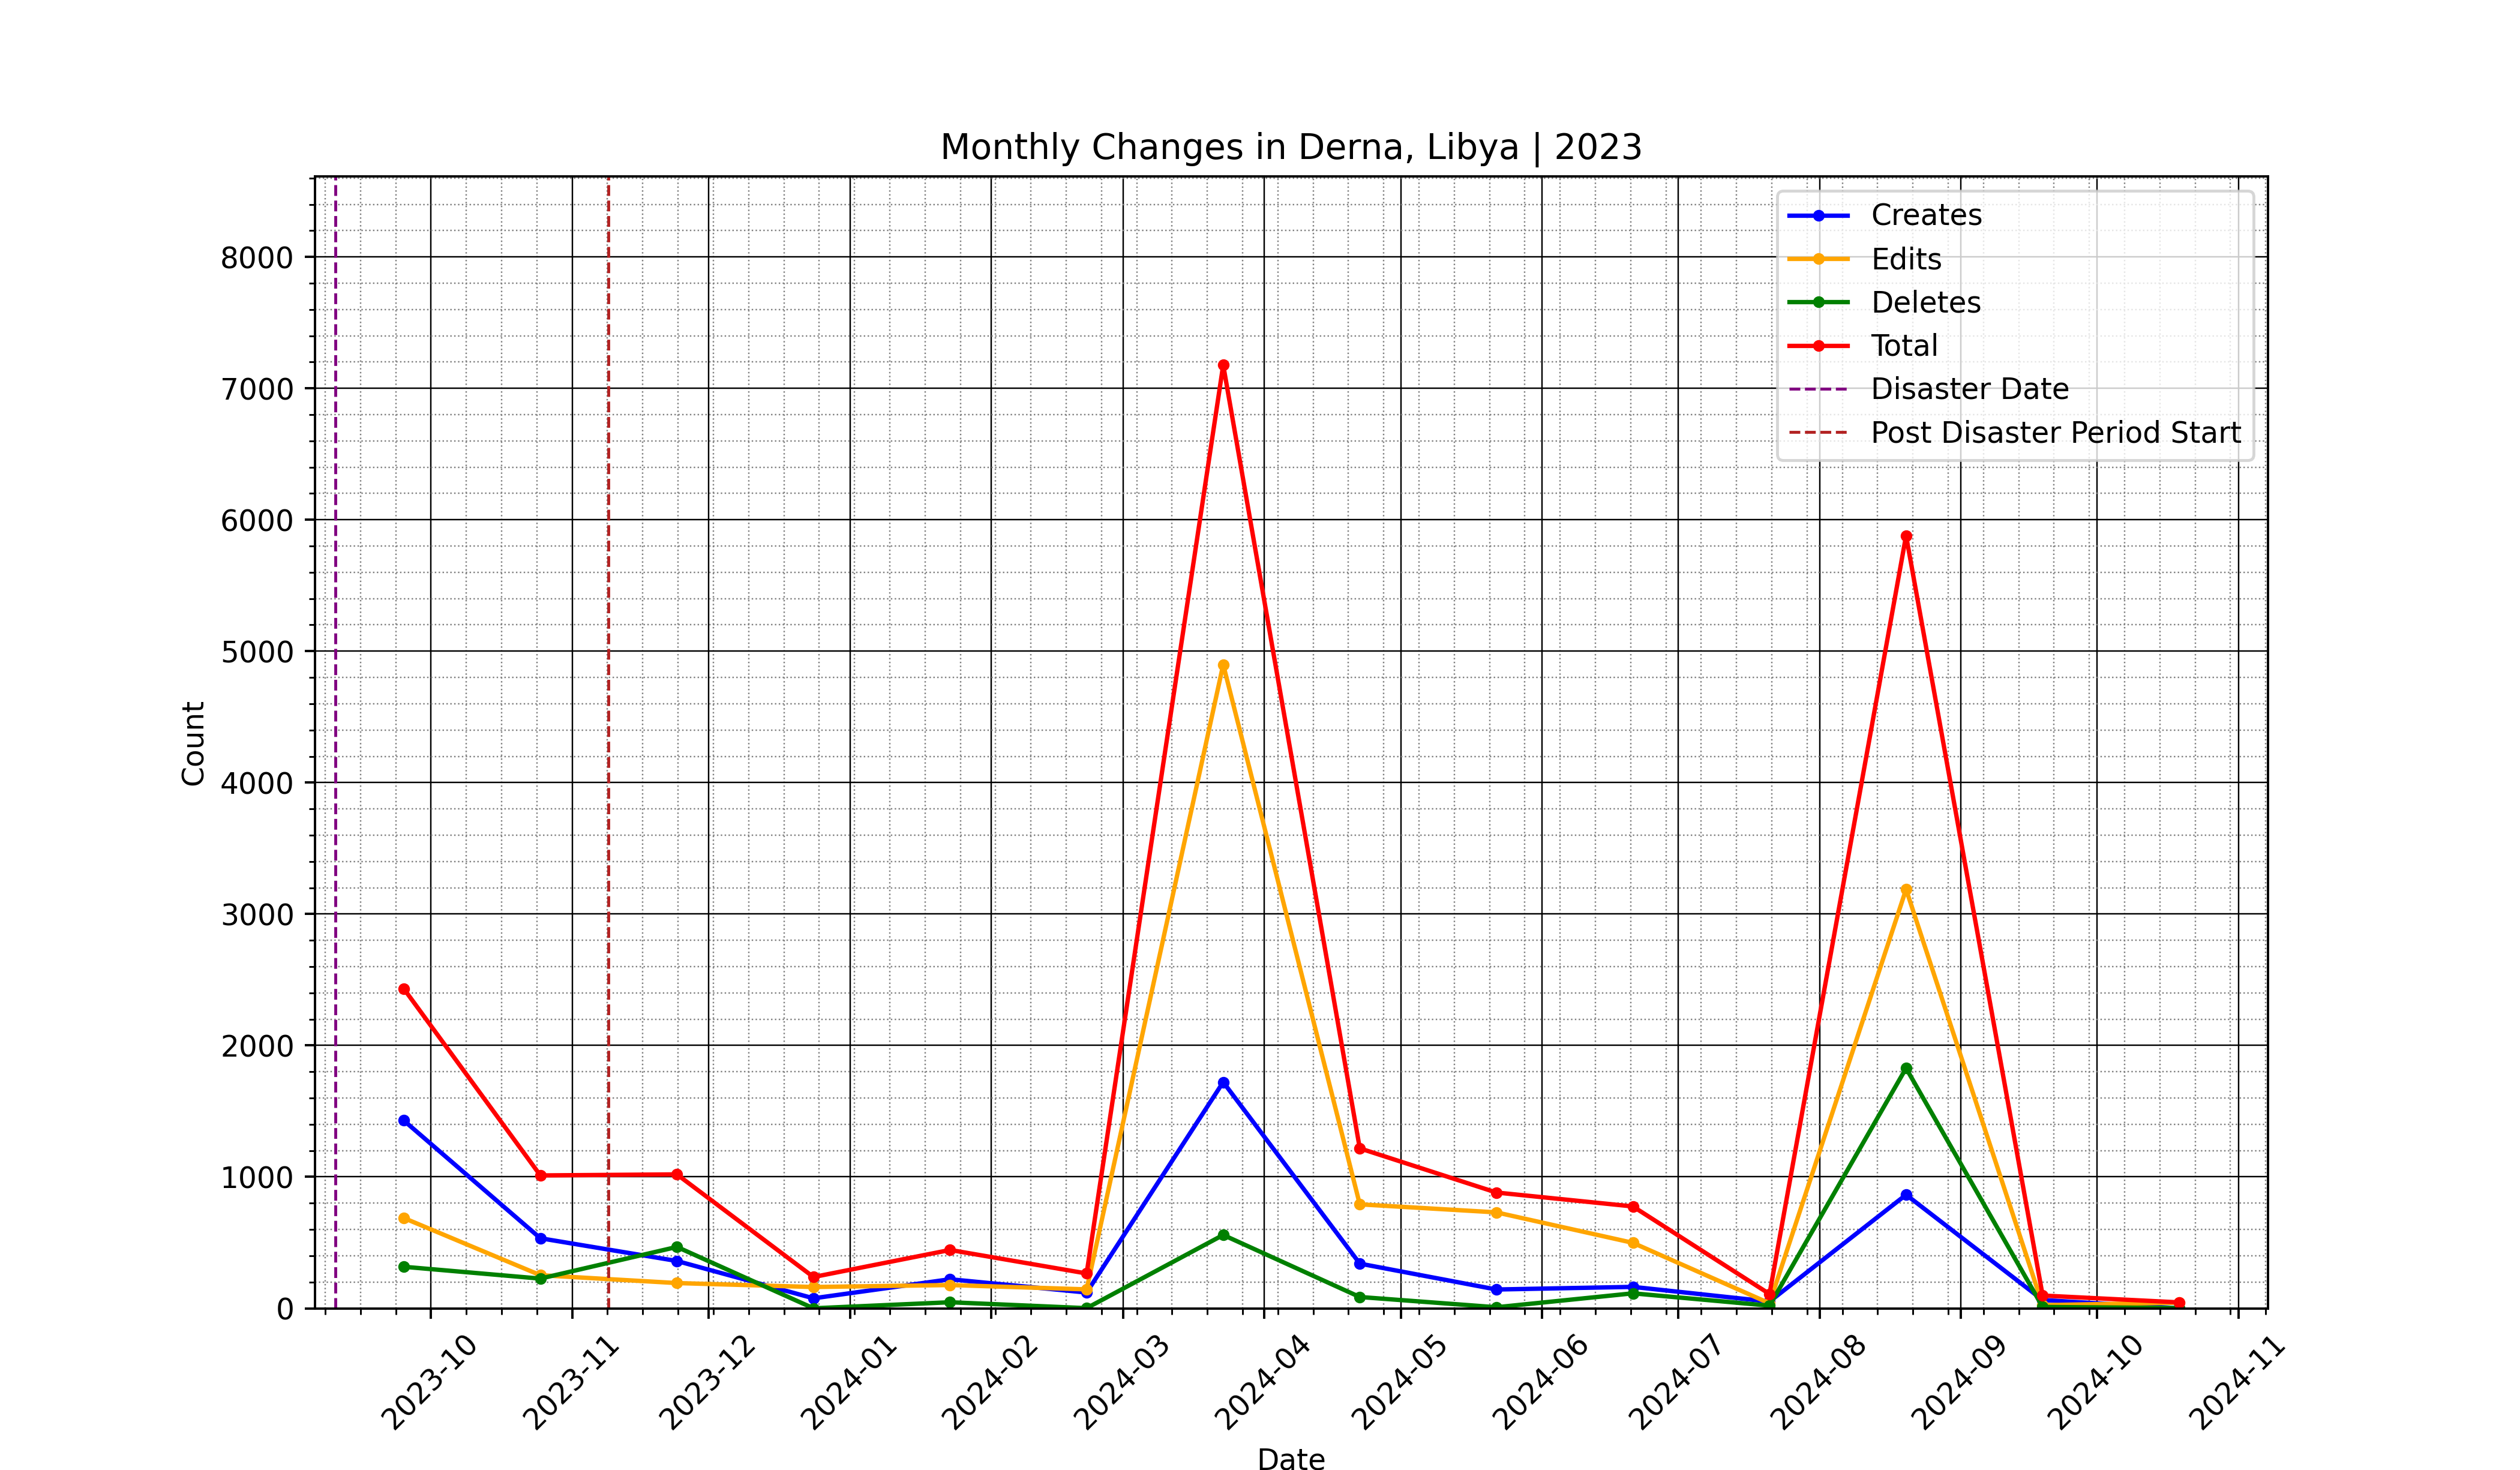 Monthly Changes in Derna, Libya | 2023
Creates
Edits
Deletes
Total
Disaster Date
Post Disaster Period Start
Count
8000
7000
6000
5000
4000
3000
2000
1000
0
2023-10
2023-11
2023-12
2024-01
2024-02
2024-03
2024-04
2024-05
2024-06
2024-07
2024-08
2024-09
2024-10
2024-11
Date